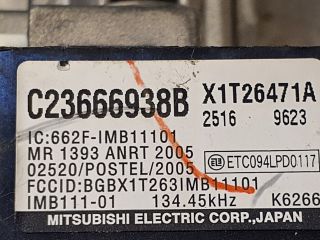 C23666938B X1T26471A
2516 9623
IC:662F-IMB11101
MR 1393 ANRT 2005
02520/POSTEL/2005 ETC094LPD0117
FCCID:BGBX1T263IMB11101
IMB111-01 134.45kHz K6266
MITSUBISHI ELECTRIC CORP.,JAPAN